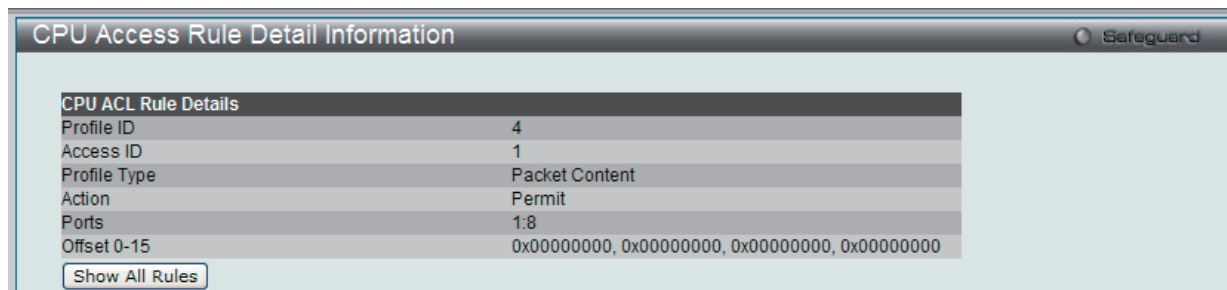 CPU Access Rule Detail Information
Safeguard
CPU ACL Rule Details
Profile ID 4
Access ID 1
Profile Type Packet Content
Action Permit
Ports 1:8
Offset 0-15 0x00000000, 0x00000000, 0x00000000, 0x00000000
Show All Rules